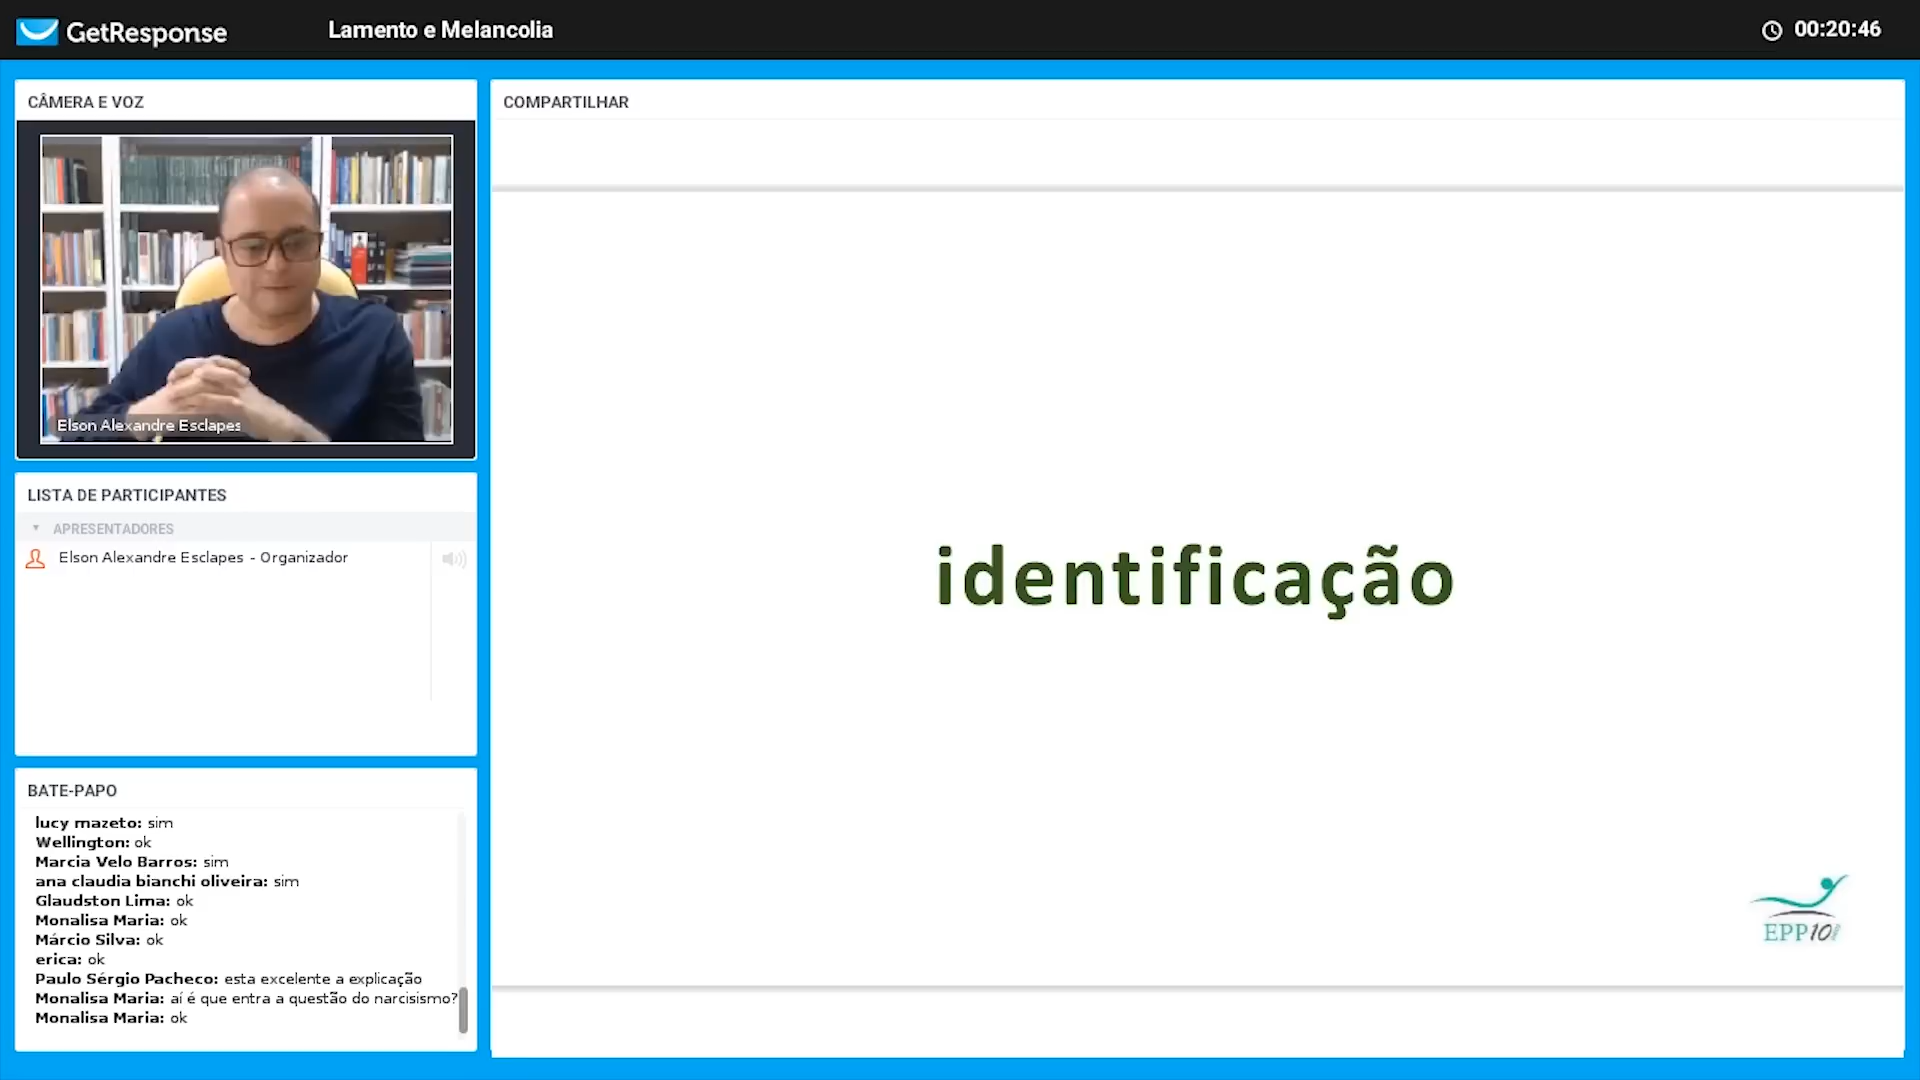 GetResponse
Lamento e Melancolia
00:20:46
CÂMERA E VOZ
Elson Alexandre Esclapes
LISTA DE PARTICIPANTES
APRESENTADORES
Elson Alexandre Esclapes - Organizador
BATE-PAPO
lucy mazeto: sim
Wellington: ok
Marcia Velo Barros: sim
ana claudia bianchi oliveira: sim
Glaudston Lima: ok
Monalisa Maria: ok
Márcio Silva: ok
erica: ok
Paulo Sérgio Pacheco: esta excelente a explicação
Monalisa Maria: aí é que entra a questão do narcisismo?
Monalisa Maria: ok
COMPARTILHAR
identificação
EPP10